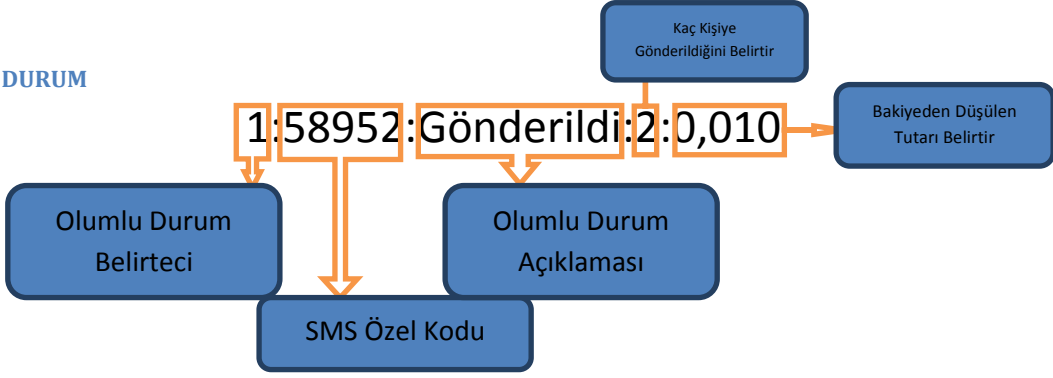 Kaç Kişiye
Gönderildiğini Belirtir
DURUM
1:58952:Gönderildi:2:0,010
Bakiyeden Düşülen
Tutarı Belirtir
Olumlu Durum
Belirteci
Olumlu Durum
Açıklaması
SMS Özel Kodu